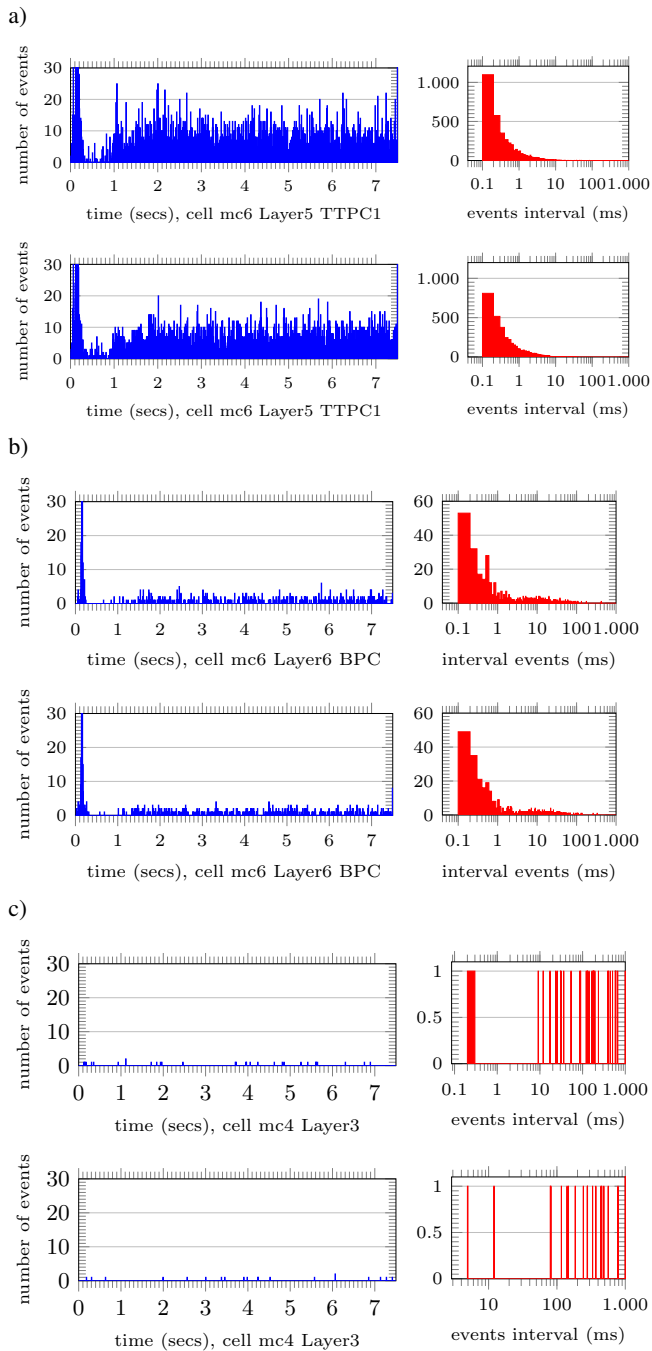 a)
30
20
10
0
number of events
0 1 2 3 4 5 6 7
time (secs), cell mc6 Layer5 TTPC1
1.000
500
0
0.1 1 10 100 1.000
events interval (ms)
30
20
10
0
number of events
0 1 2 3 4 5 6 7
time (secs), cell mc6 Layer5 TTPC1
1.000
500
0
0.1 1 10 100 1.000
events interval (ms)
b)
30
20
10
0
number of events
0 1 2 3 4 5 6 7
time (secs), cell mc6 Layer6 BPC
60
40
20
0
0.1 1 10 100 1.000
interval events (ms)
30
20
10
0
number of events
0 1 2 3 4 5 6 7
time (secs), cell mc6 Layer6 BPC
60
40
20
0
0.1 1 10 100 1.000
interval events (ms)
c)
30
20
10
0
number of events
0 1 2 3 4 5 6 7
time (secs), cell mc4 Layer3
1
0.5
0
0.1 1 10 100 1.000
events interval (ms)
30
20
10
0
number of events
0 1 2 3 4 5 6 7
time (secs), cell mc4 Layer3
1
0.5
0
10 100 1.000
events interval (ms)